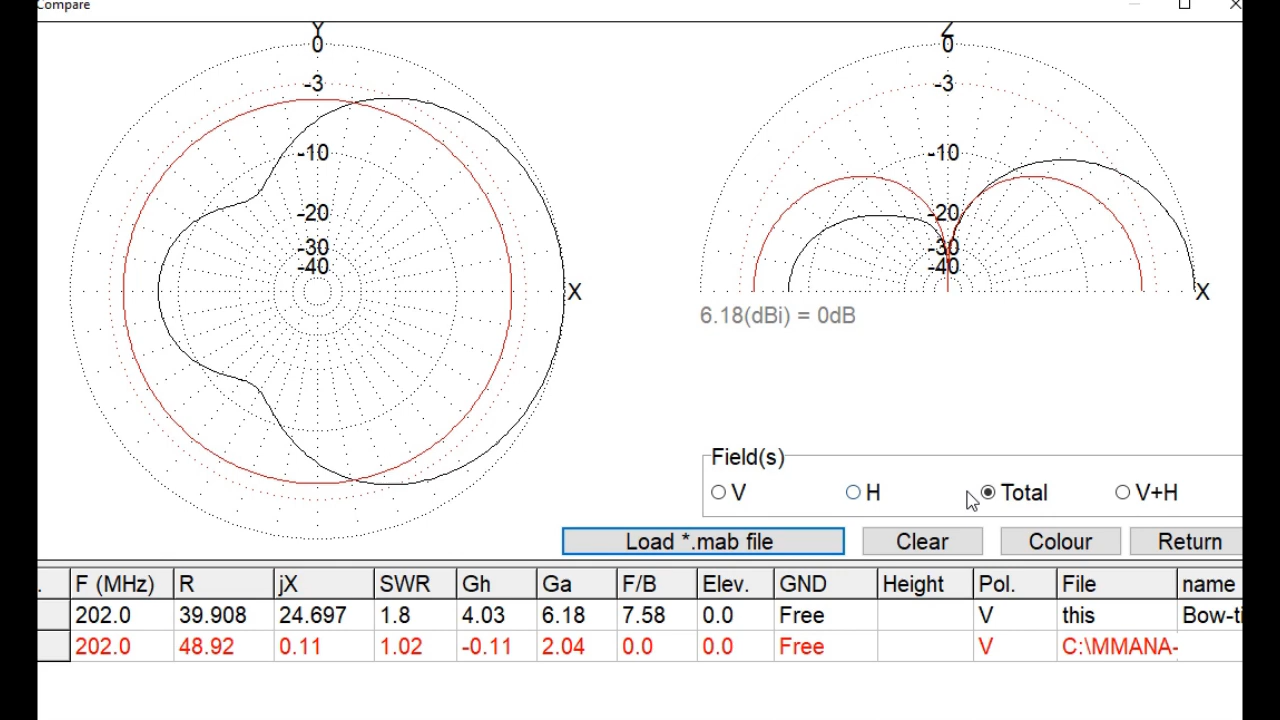 Compare
Y
0
-3
-10
-20
-30
-40
X
Z
0
-3
-10
-20
-30
-40
X
6.18(dBi) = 0dB
Field(s)
V H Total V+H
Load *.mab file Clear Colour Return
. F (MHz) R jX SWR Gh Ga F/B Elev. GND Height Pol. File name
202.0 39.908 24.697 1.8 4.03 6.18 7.58 0.0 Free V this Bow-ti
202.0 48.92 0.11 1.02 -0.11 2.04 0.0 0.0 Free V C:\MMANA-